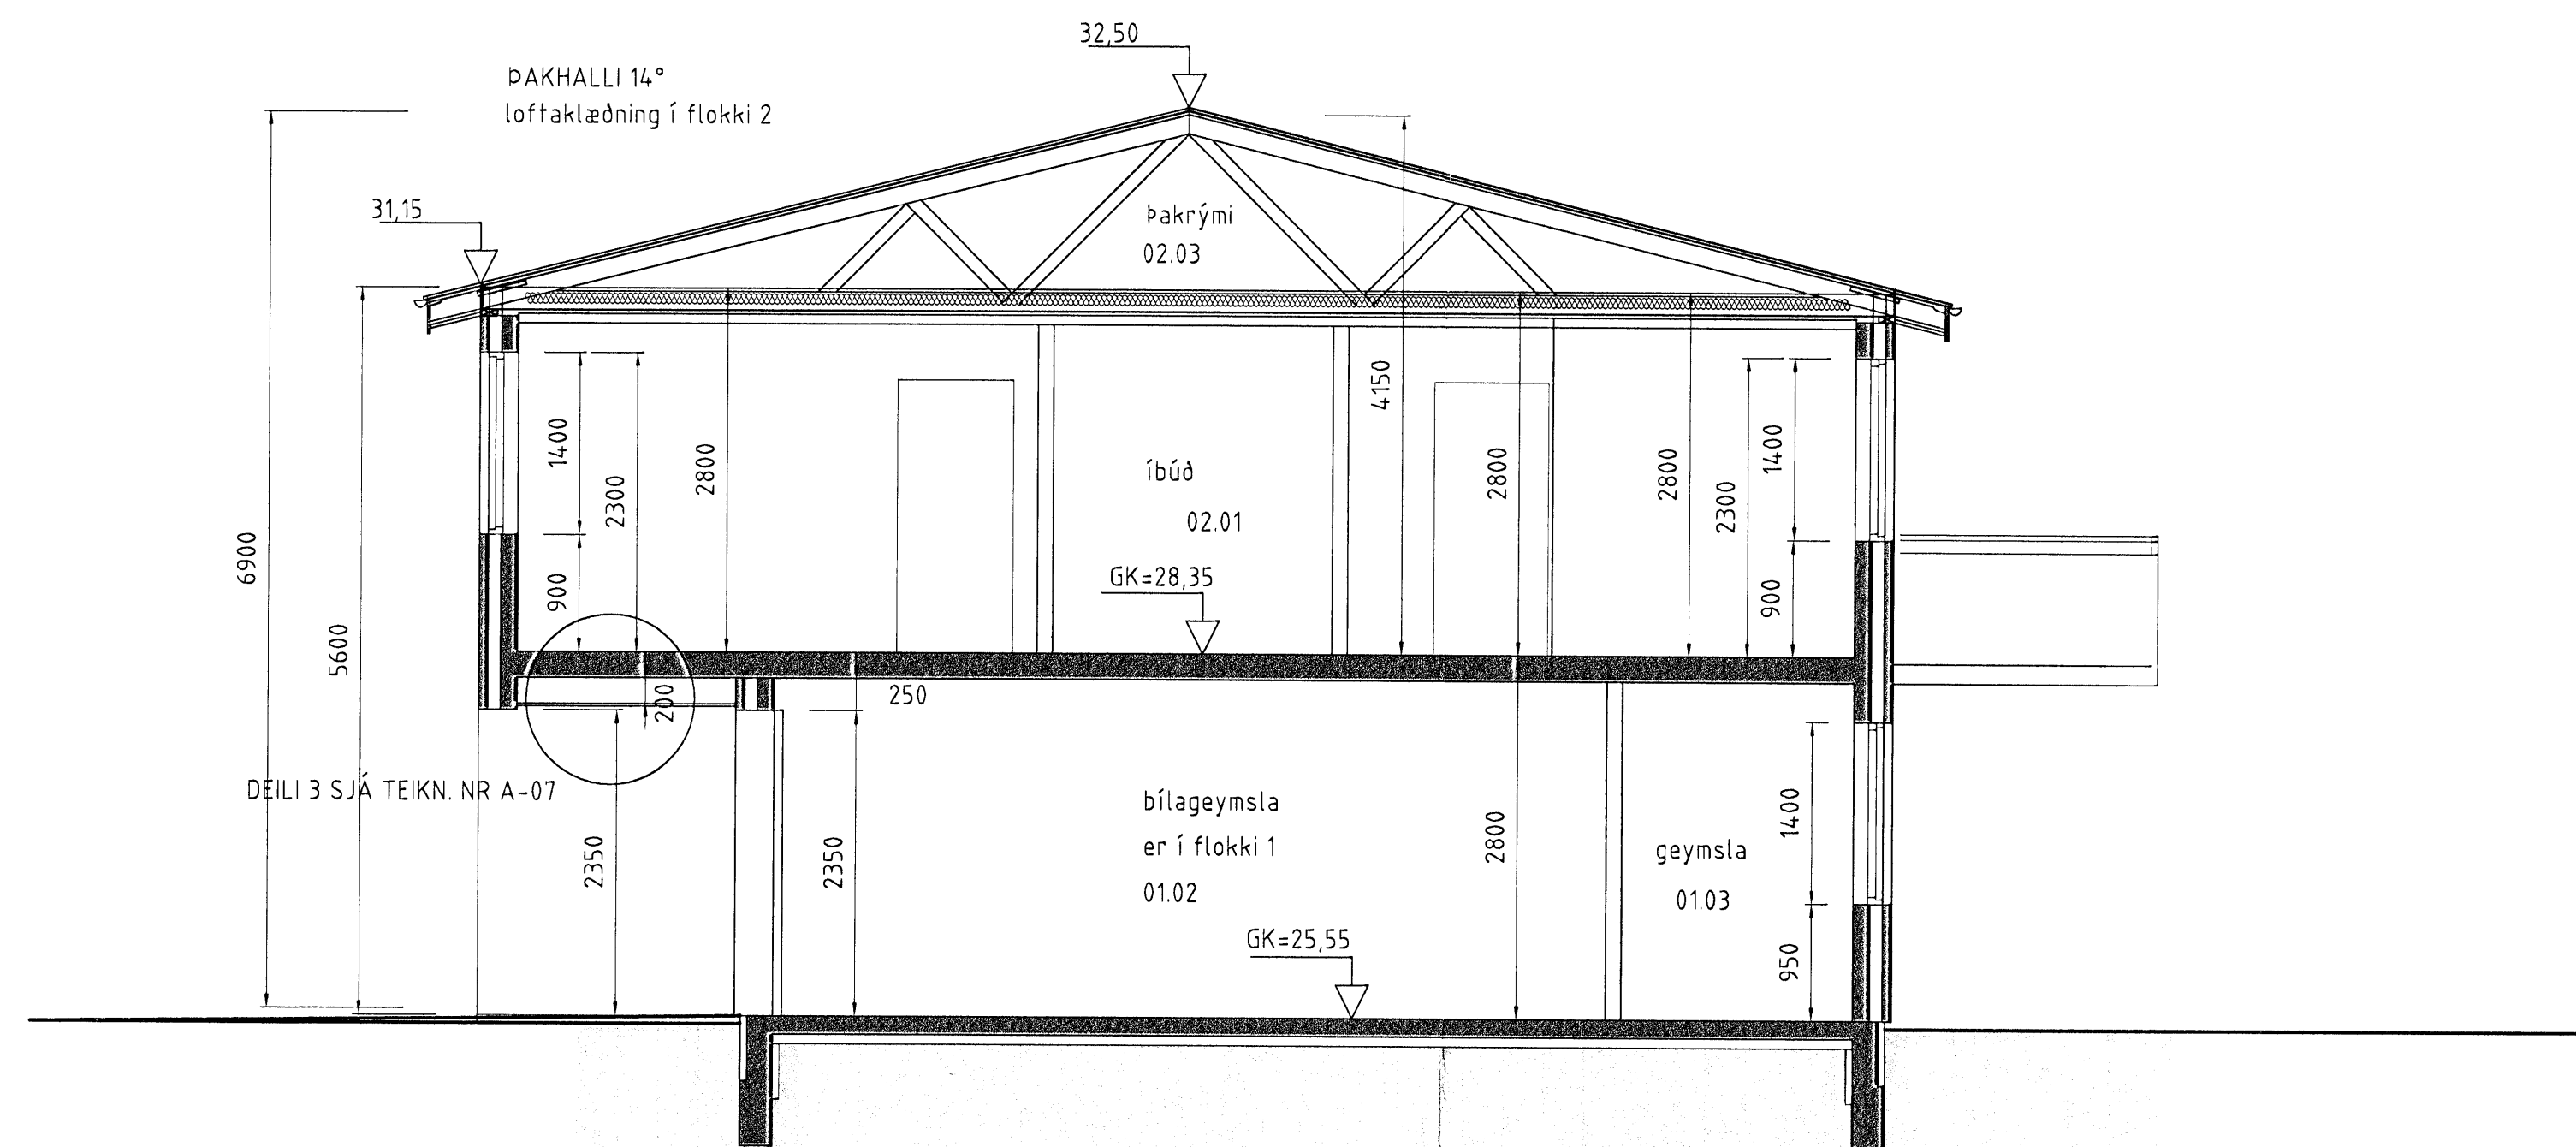 32,50
ÞAKHALLI 14°
loftaklæðning í flokki 2
31,15
þakrými
02.03
6900
5600
1400
2300
900
2800
4150
2800
2800
2300
1400
900
íbúð
02.01
GK=28,35
200
250
DEILI 3 SJÁ TEIKN. NR A-07
2350
2350
bílageymsla
er í flokki 1
01.02
2800
geymsla
01.03
1400
950
GK=25,55